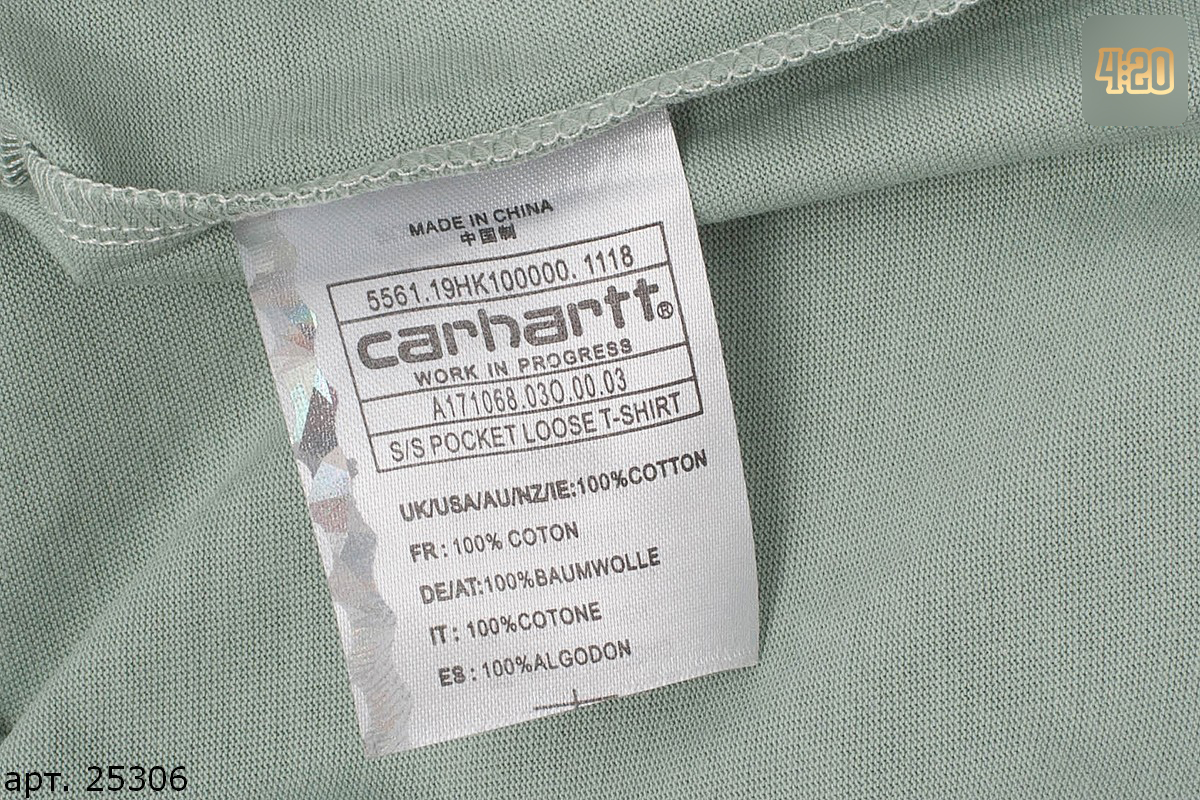 4:20
MADE IN CHINA
中国制
5561.19HK100000.1118
carhartt®
WORK IN PROGRESS
A171068.03O.00.03
S/S POCKET LOOSE T-SHIRT
UK/USA/AU/NZ/IE:100%COTTON
FR: 100% COTON
DE/AT:100%BAUMWOLLE
IT: 100%COTONE
ES: 100%ALGODON
арт. 25306